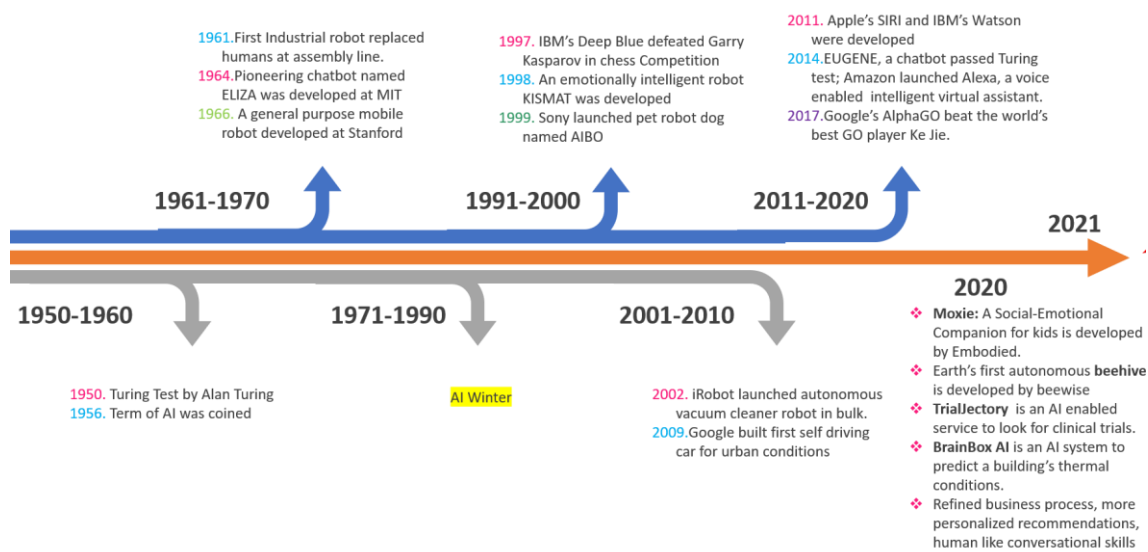 1961.First Industrial robot replaced
humans at assembly line.
1964.Pioneering chatbot named
ELIZA was developed at MIT
1966. A general purpose mobile
robot developed at Stanford
1997. IBM's Deep Blue defeated Garry
Kasparov in chess Competition
1998. An emotionally intelligent robot
KISMAT was developed
1999. Sony launched pet robot dog
named AIBO
2011. Apple's SIRI and IBM's Watson
were developed
2014.EUGENE, a chatbot passed Turing
test; Amazon launched Alexa, a voice
enabled intelligent virtual assistant.
2017.Google's AlphaGO beat the world's
best GO player Ke Jie.
1961-1970
1991-2000
2011-2020
2021
1950-1960
1971-1990
2001-2010
2020
1950. Turing Test by Alan Turing
1956. Term of AI was coined
AI Winter
2002. iRobot launched autonomous
vacuum cleaner robot in bulk.
2009.Google built first self driving
car for urban conditions
❖ Moxie: A Social-Emotional
Companion for kids is developed
by Embodied.
❖ Earth's first autonomous beehive
is developed by beewise
❖ TrialJectory is an AI enabled
service to look for clinical trials.
❖ BrainBox AI is an AI system to
predict a building's thermal
conditions.
❖ Refined business process, more
personalized recommendations,
human like conversational skills